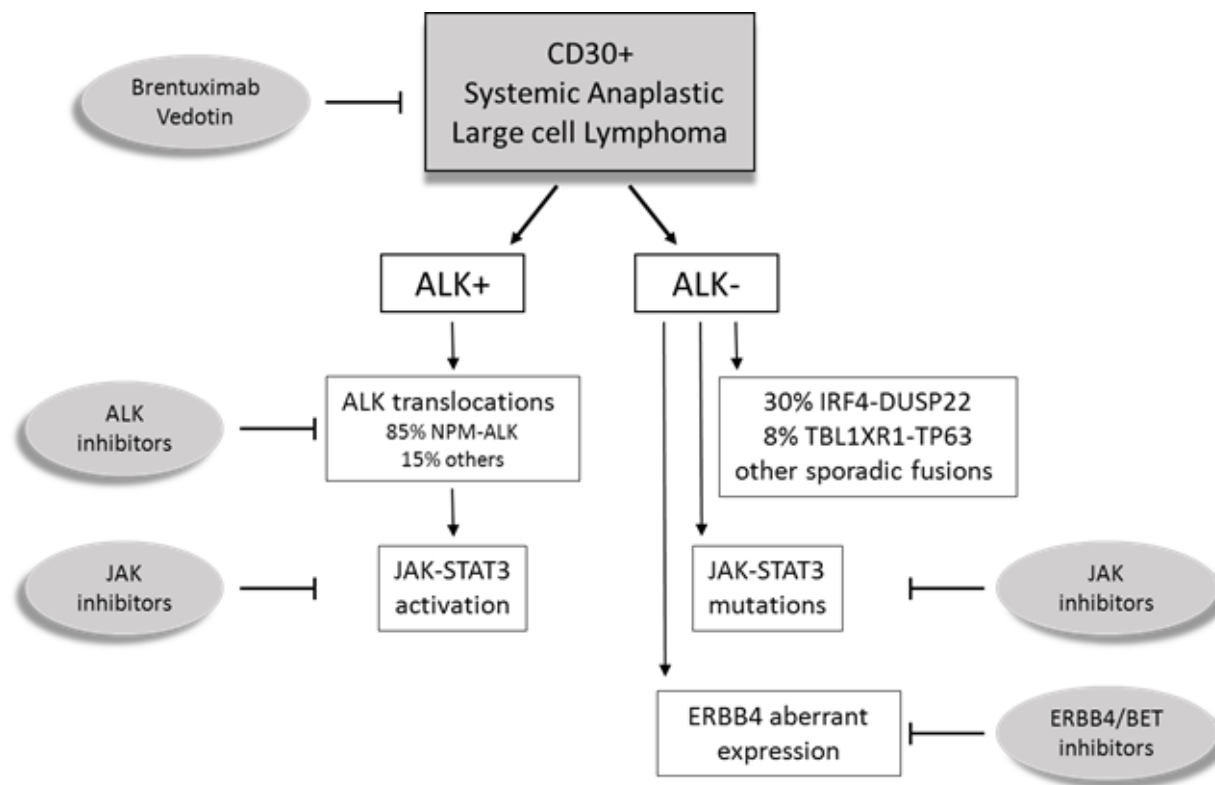 CD30+
Systemic Anaplastic
Large cell Lymphoma
Brentuximab
Vedotin
ALK+
ALK-
ALK
inhibitors
ALK translocations
85% NPM-ALK
15% others
30% IRF4-DUSP22
8% TBL1XR1-TP63
other sporadic fusions
JAK
inhibitors
JAK-STAT3
activation
JAK-STAT3
mutations
JAK
inhibitors
ERBB4 aberrant
expression
ERBB4/BET
inhibitors